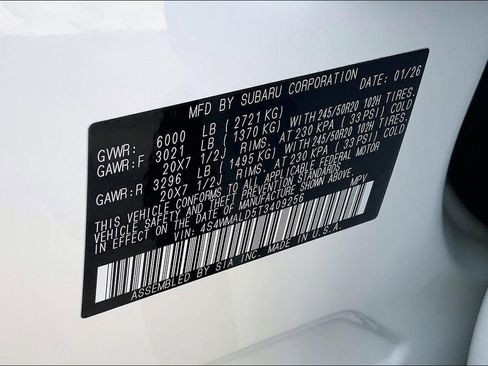 MFD BY SUBARU CORPORATION DATE: 01/26
GVWR: 6000 LB (2721 KG)
GAWR:F 3021 LB (1370 KG) WITH 245/50R20 102H TIRES.
20X7 1/2J RIMS. AT 230 KPA (33 PSI) COLD
GAWR:R 3296 LB (1495 KG) WITH 245/50R20 102H TIRES.
20X7 1/2J RIMS. AT 230 KPA (33 PSI) COLD
THIS VEHICLE CONFORMS TO ALL APPLICABLE FEDERAL MOTOR
VEHICLE SAFETY AND THEFT PREVENTION STANDARDS
IN EFFECT ON THE DATE OF MANUFACTURE SHOWN ABOVE.
VIN: 4S4WMALD5T3409256 MPV
ASSEMBLED BY SIA INC. MADE IN U.S.A.